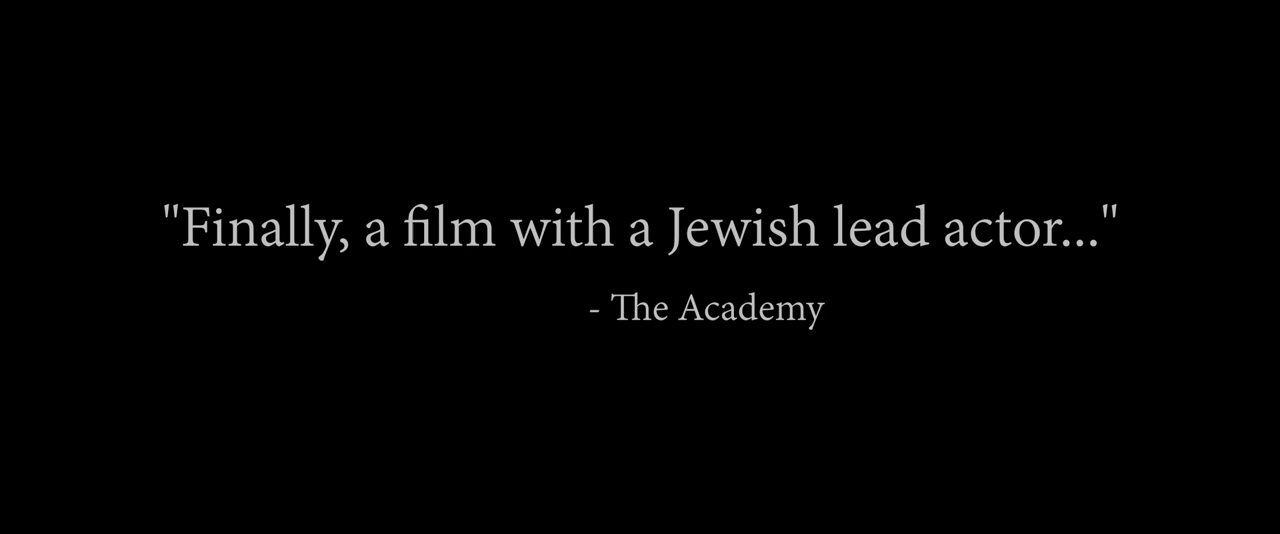 "Finally, a film with a Jewish lead actor..."
- The Academy